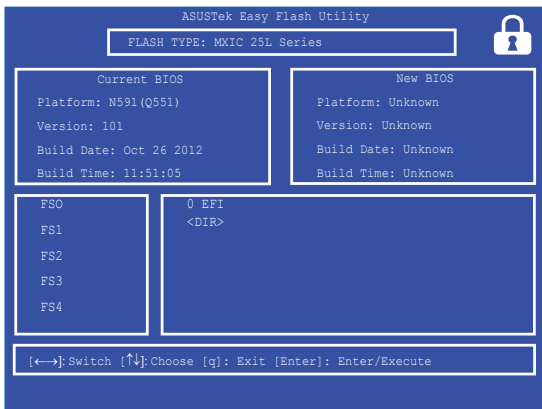 ASUSTek Easy Flash Utility
FLASH TYPE: MXIC 25L Series
Current BIOS
Platform: N591(Q551)
Version: 101
Build Date: Oct 26 2012
Build Time: 11:51:05
New BIOS
Platform: Unknown
Version: Unknown
Build Date: Unknown
Build Time: Unknown
FSO
FS1
FS2
FS3
FS4
0 EFI
<DIR>
[←→]: Switch [↑↓]: Choose [q]: Exit [Enter]: Enter/Execute